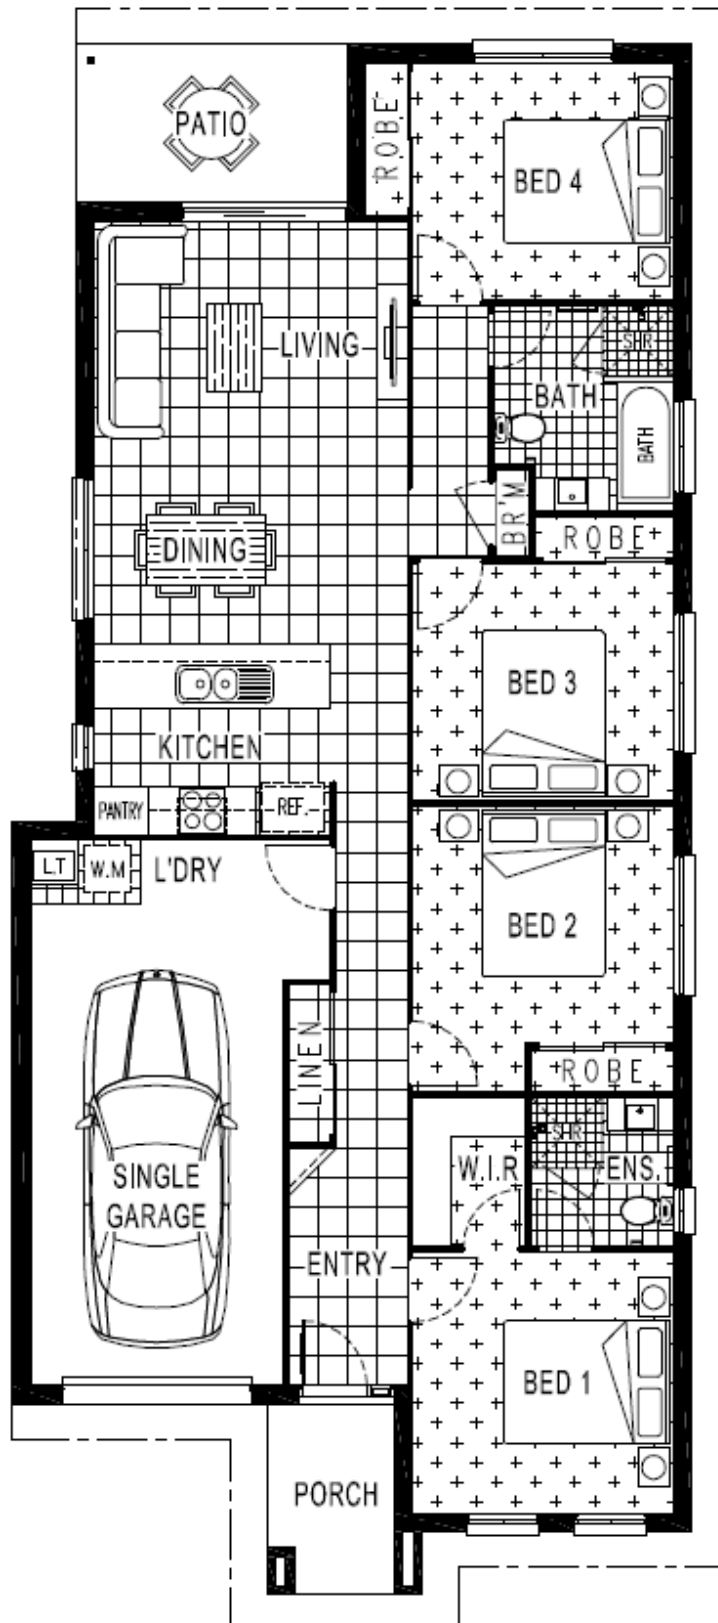 PATIO
ROBE
BED 4
LIVING
SHR
BATH
BATH
DINING
BR'M
ROBE
BED 3
KITCHEN
PANTRY
REF.
L.T
W.M
L'DRY
BED 2
LINEN
ROBE
SHR
W.I.R
ENS.
SINGLE
GARAGE
ENTRY
BED 1
PORCH